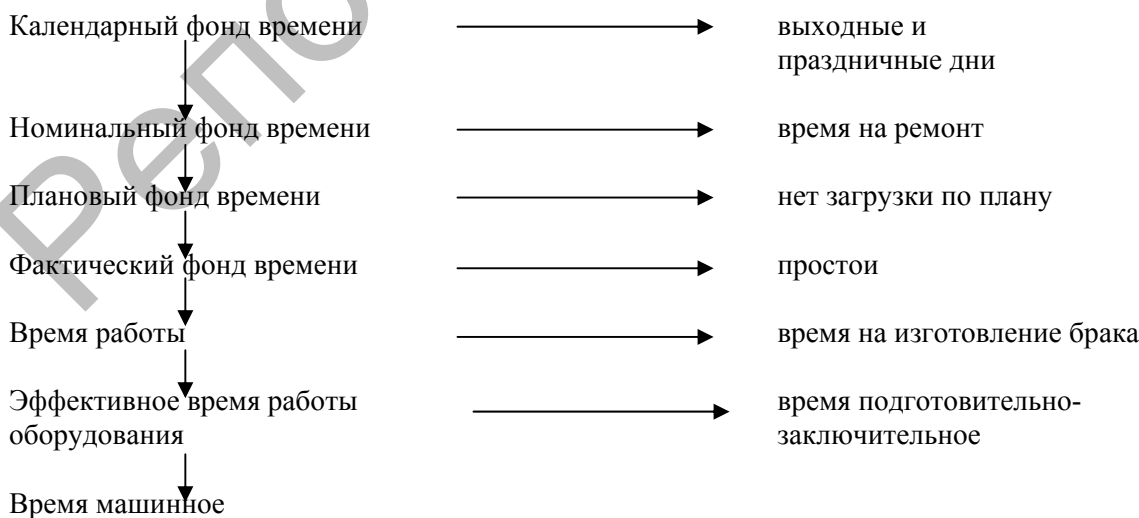 Календарный фонд времени
выходные и
праздничные дни
Номинальный фонд времени
время на ремонт
Плановый фонд времени
нет загрузки по плану
Фактический фонд времени
простои
Время работы
время на изготовление брака
Эффективное время работы
оборудования
время подготовительно-
заключительное
Время машинное
Репо